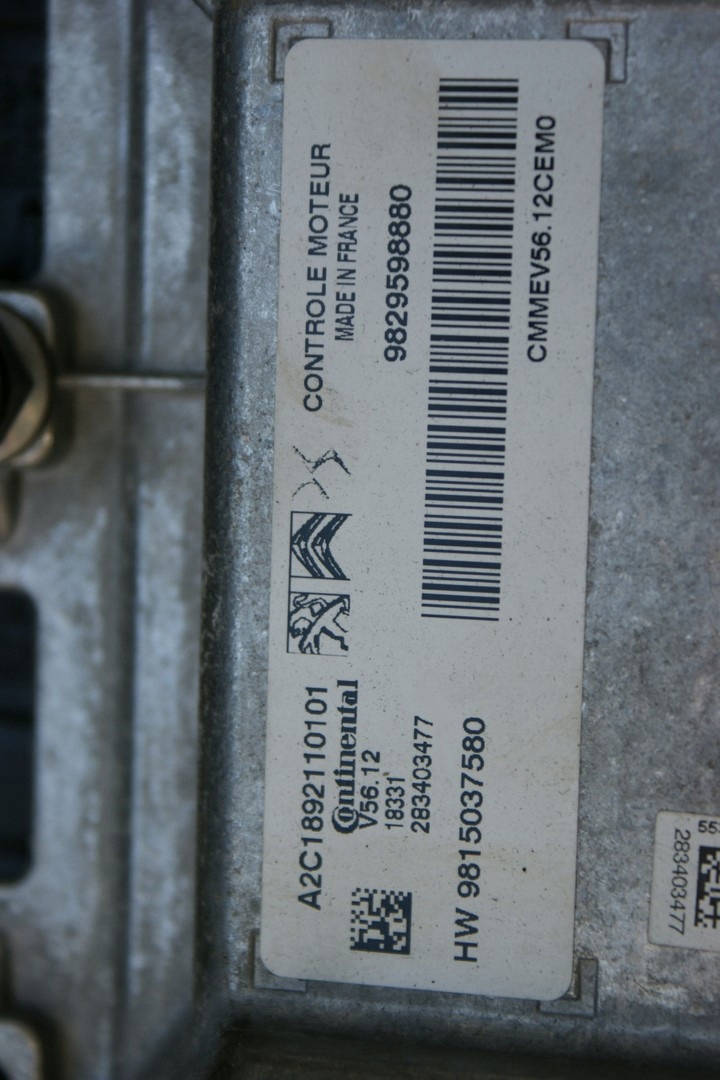 A2C1892110101
Continental
V56.12
18331
283403477
HW 9815037580
CONTROLE MOTEUR
MADE IN FRANCE
9829598880
CMMEV56.12CEM0
283403477